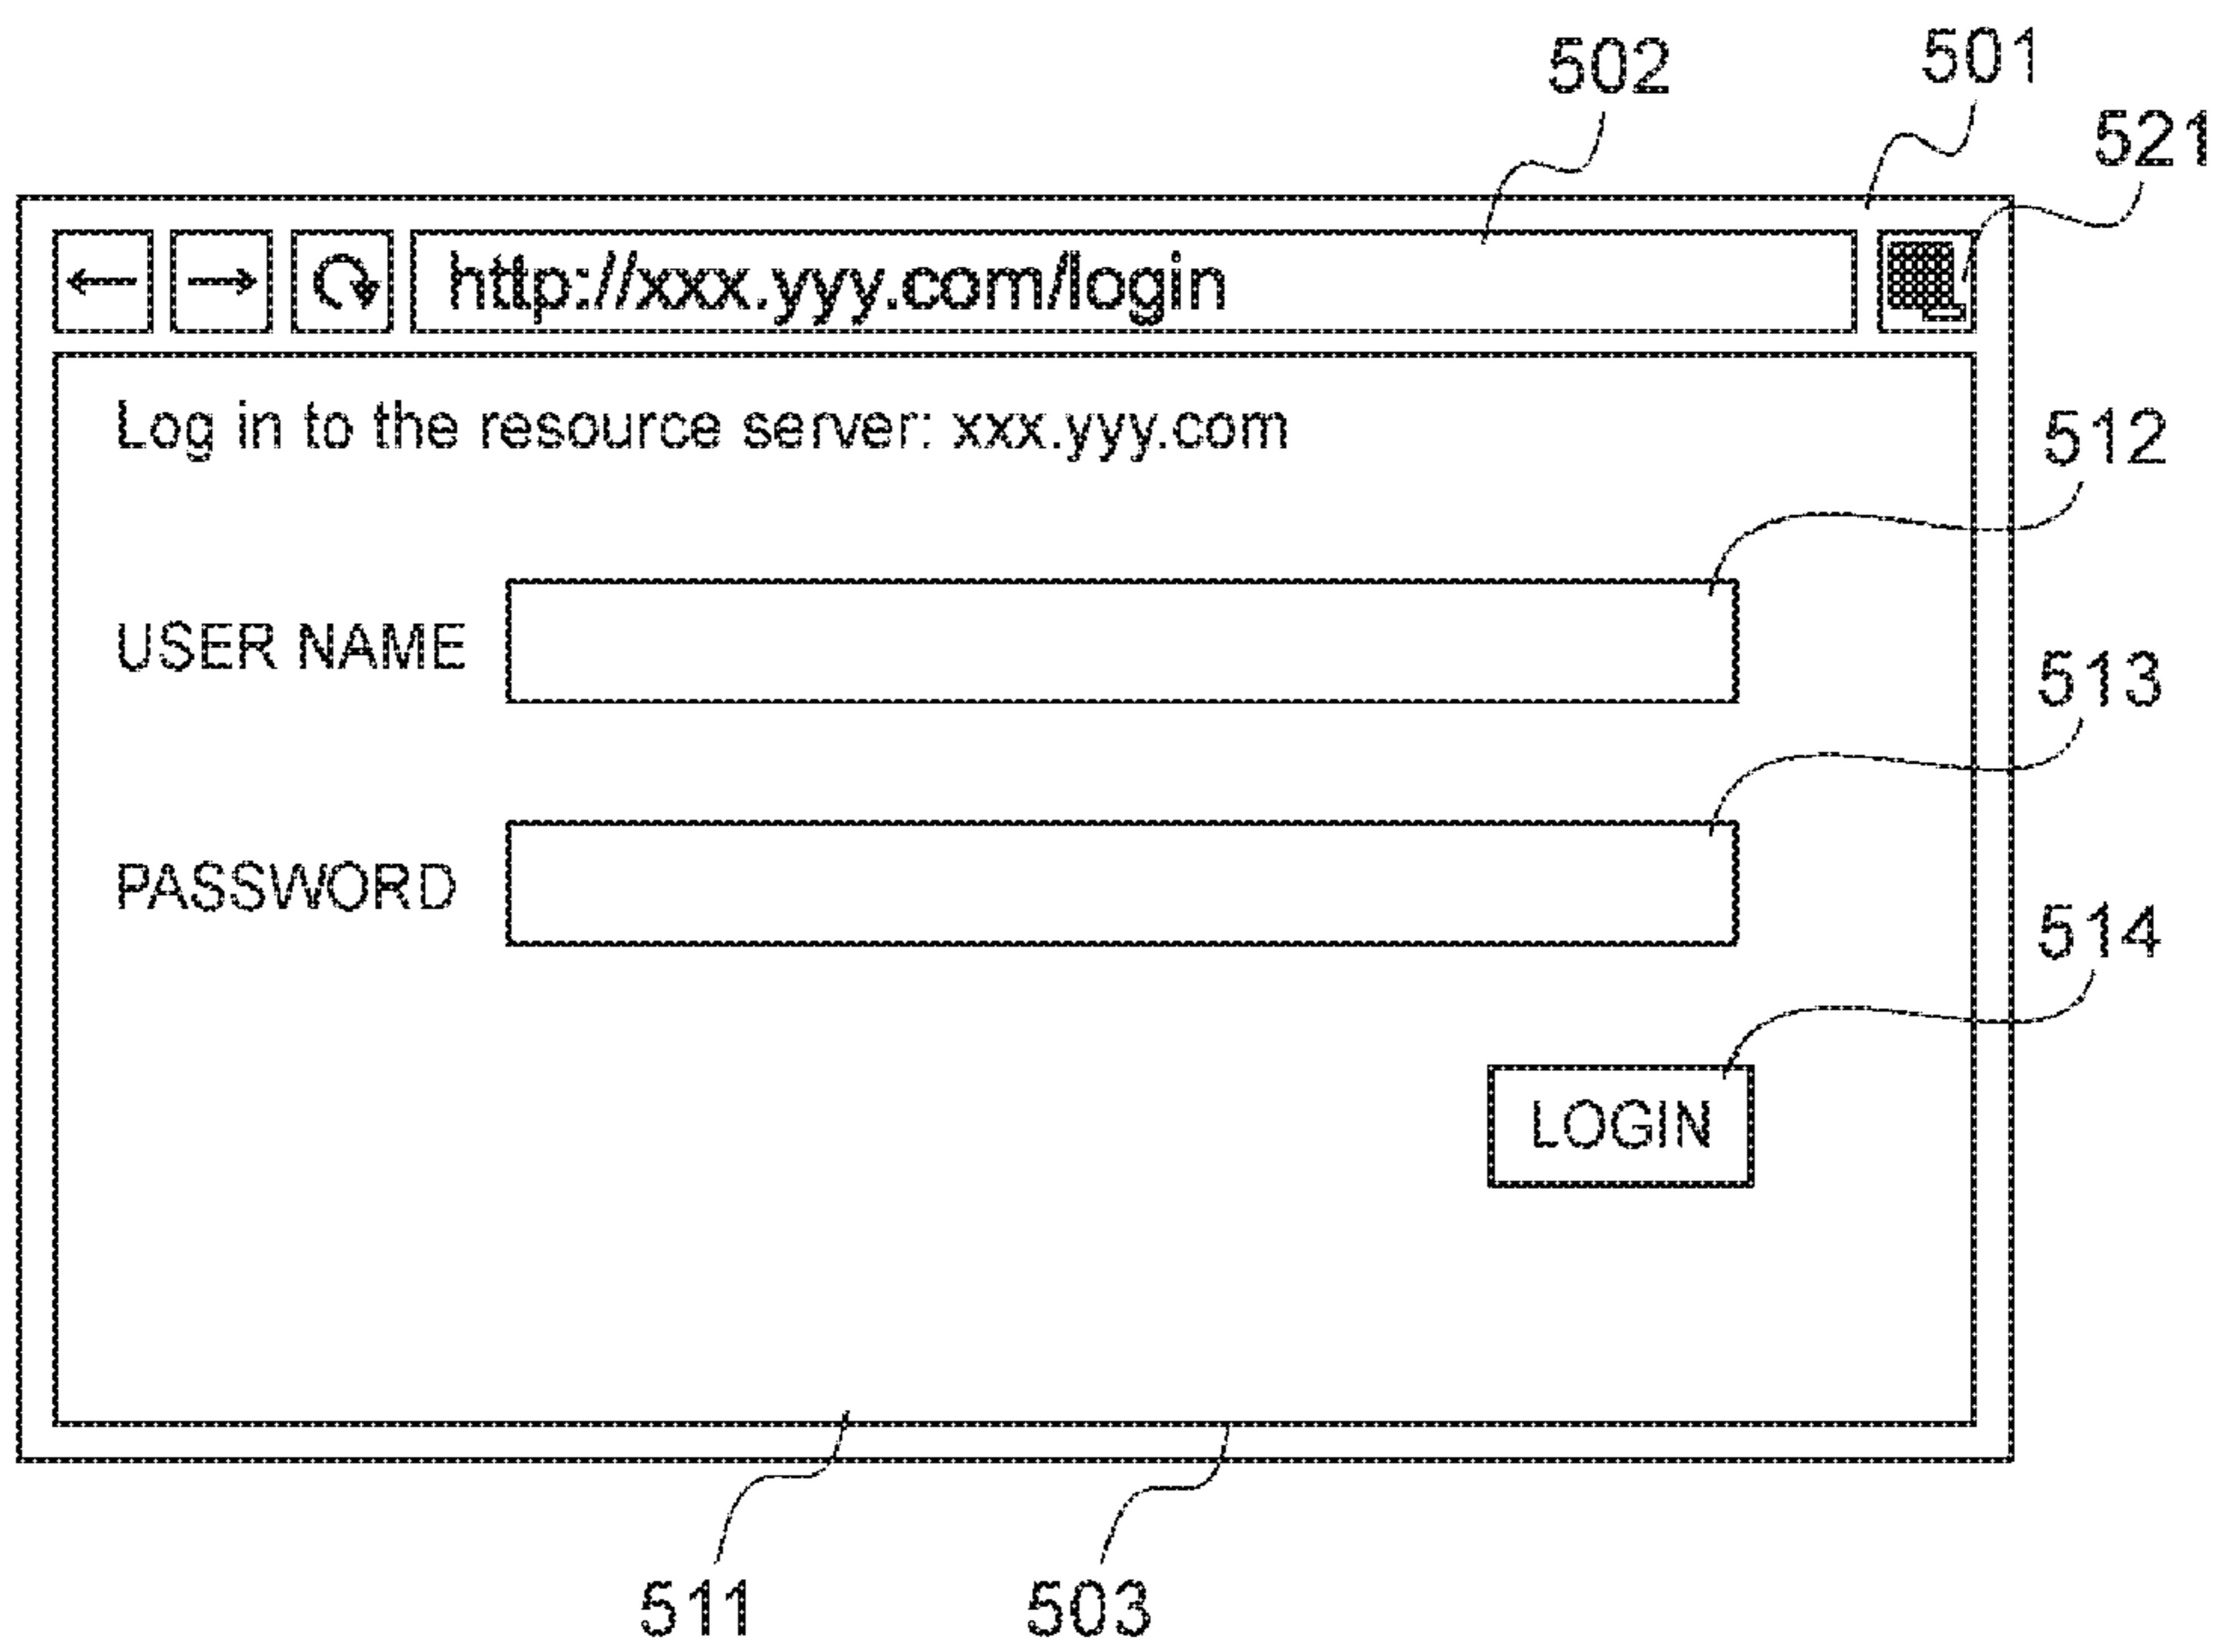 502
501
521
http://xxx.yyy.com/login
Log in to the resource server: xxx.yyy.com
512
USER NAME
513
PASSWORD
514
LOGIN
511
503